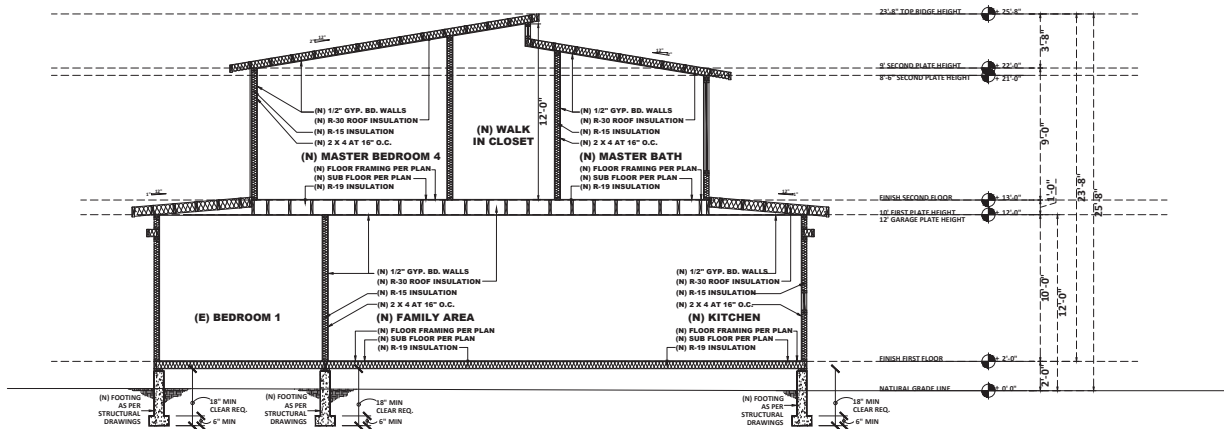 23'-8" TOP RIDGE HEIGHT
+ 25'-8"
3'-8"
12"
12"
9' SECOND PLATE HEIGHT
+ 22'-0"
8'-6" SECOND PLATE HEIGHT
+ 21'-0"
(N) 1/2" GYP. BD. WALLS
(N) R-30 ROOF INSULATION
(N) R-15 INSULATION
(N) 2 X 4 AT 16" O.C.
(N) MASTER BEDROOM 4
(N) FLOOR FRAMING PER PLAN
(N) SUB FLOOR PER PLAN
(N) R-19 INSULATION
(N) WALK
IN CLOSET
12'-0"
(N) 1/2" GYP. BD. WALLS
(N) R-30 ROOF INSULATION
(N) R-15 INSULATION
(N) 2 X 4 AT 16" O.C.
(N) MASTER BATH
(N) FLOOR FRAMING PER PLAN
(N) SUB FLOOR PER PLAN
(N) R-19 INSULATION
9'-0"
23'-8"
25'-8"
1"
12"
12"
1"
FINISH SECOND FLOOR
+ 13'-0"
1'-0"
10' FIRST PLATE HEIGHT
+ 12'-0"
12' GARAGE PLATE HEIGHT
(E) BEDROOM 1
(N) 1/2" GYP. BD. WALLS
(N) R-30 ROOF INSULATION
(N) R-15 INSULATION
(N) 2 X 4 AT 16" O.C.
(N) FAMILY AREA
(N) FLOOR FRAMING PER PLAN
(N) SUB FLOOR PER PLAN
(N) R-19 INSULATION
(N) 1/2" GYP. BD. WALLS
(N) R-30 ROOF INSULATION
(N) R-15 INSULATION
(N) 2 X 4 AT 16" O.C.
(N) KITCHEN
(N) FLOOR FRAMING PER PLAN
(N) SUB FLOOR PER PLAN
(N) R-19 INSULATION
10'-0"
12'-0"
FINISH FIRST FLOOR
+ 2'-0"
2'-0"
NATURAL GRADE LINE
+ 0' 0"
(N) FOOTING
AS PER
STRUCTURAL
DRAWINGS
18" MIN
CLEAR REQ.
6" MIN
(N) FOOTING
AS PER
STRUCTURAL
DRAWINGS
18" MIN
CLEAR REQ.
6" MIN
(N) FOOTING
AS PER
STRUCTURAL
DRAWINGS
18" MIN
CLEAR REQ.
6" MIN